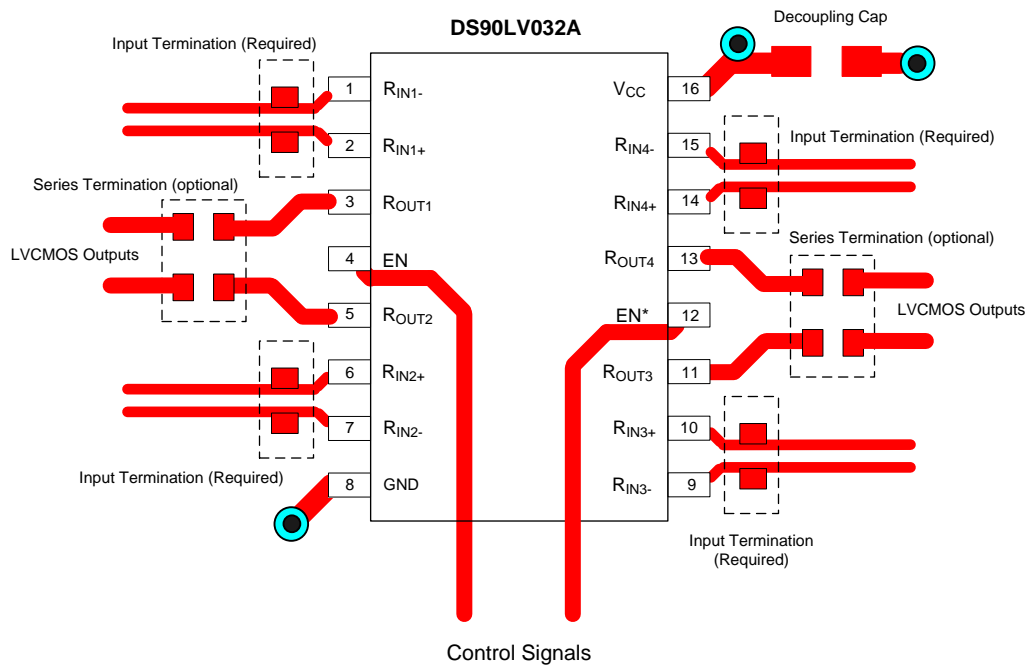 DS90LV032A
Decoupling Cap
Input Termination (Required)
1 RIN1-
VCC 16
2 RIN1+
RIN4- 15
Input Termination (Required)
Series Termination (optional)
3 ROUT1
RIN4+ 14
LVCMOS Outputs
4 EN
ROUT4 13
Series Termination (optional)
5 ROUT2
EN* 12
LVCMOS Outputs
6 RIN2+
ROUT3 11
7 RIN2-
RIN3+ 10
Input Termination (Required)
8 GND
RIN3- 9
Input Termination
(Required)
Control Signals